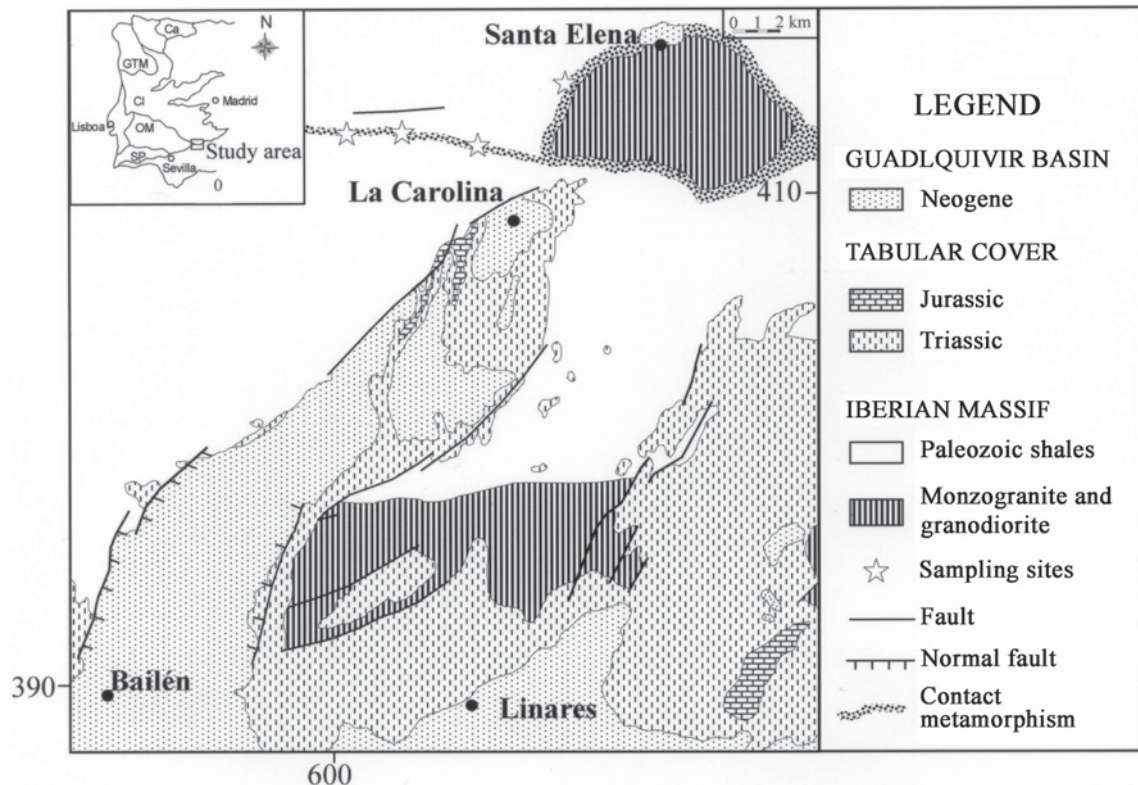 Ca
N
GTM
CI
Madrid
Lisboa
OM
Study area
SP
Sevilla
0
0 1 2 km
Santa Elena
La Carolina
410
390
Bailén
Linares
600
LEGEND
GUADLQUIVIR BASIN
Neogene
TABULAR COVER
Jurassic
Triassic
IBERIAN MASSIF
Paleozoic shales
Monzogranite and
granodiorite
Sampling sites
Fault
Normal fault
Contact
metamorphism